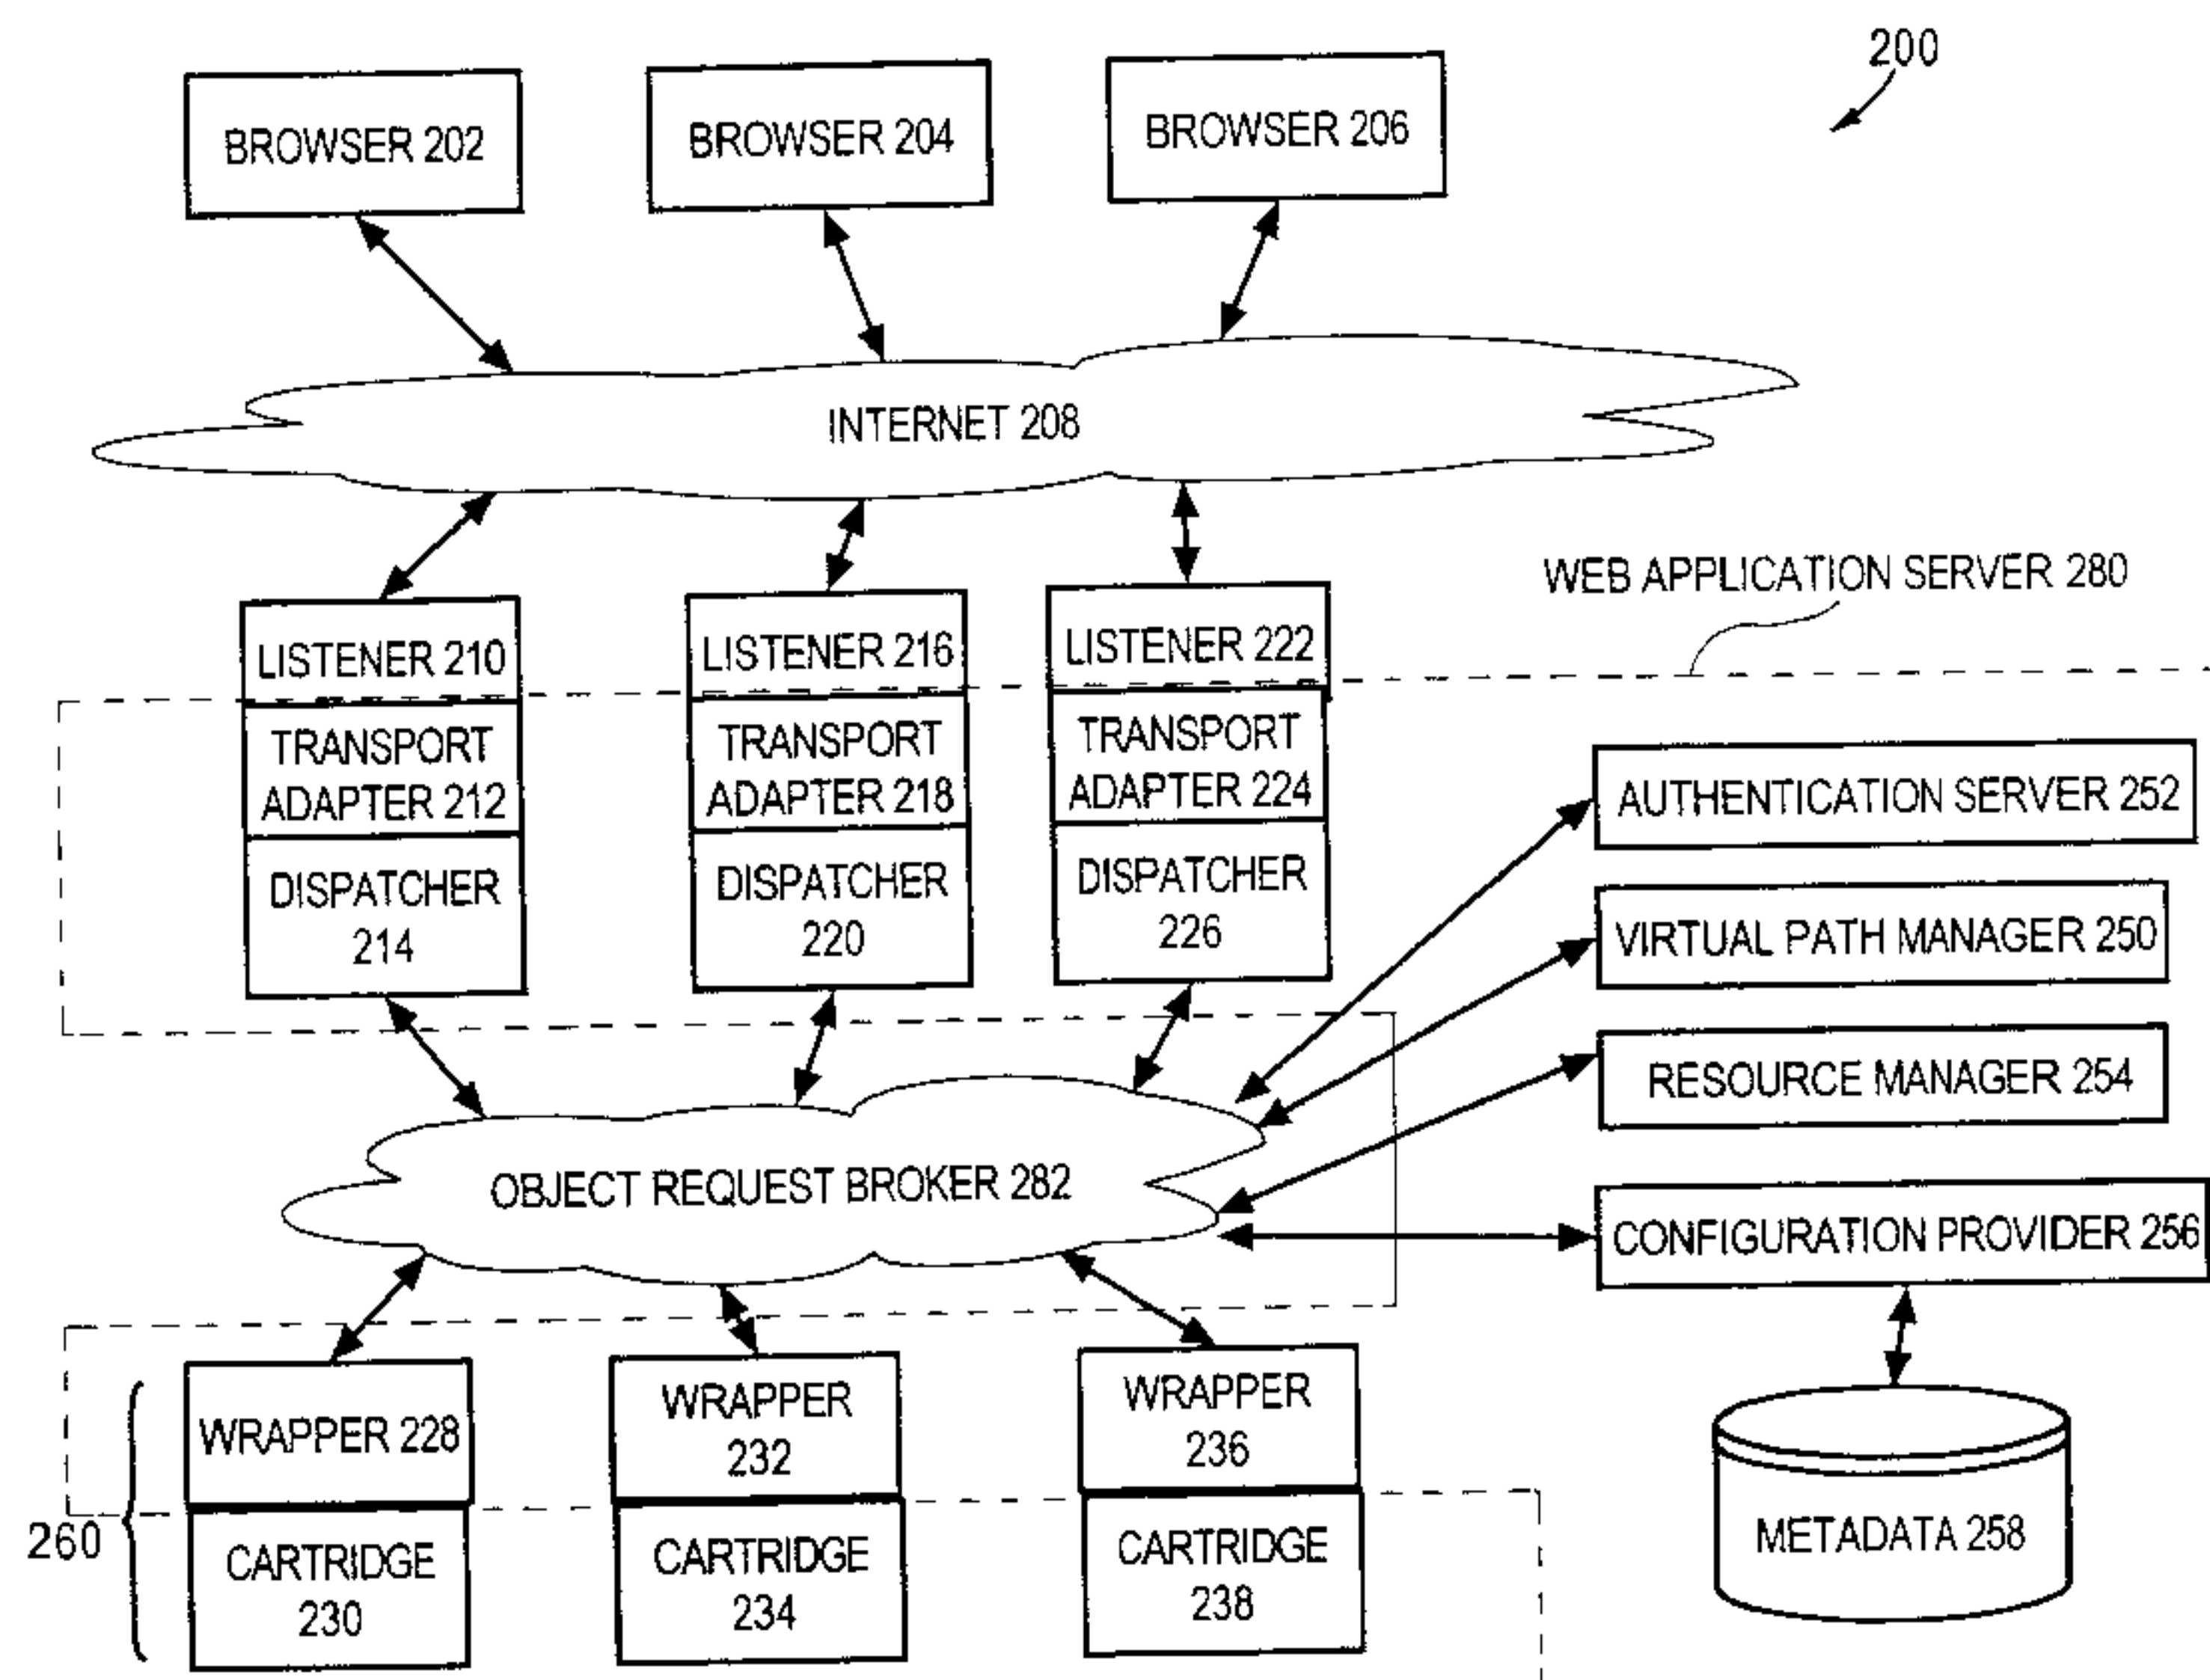 200
BROWSER 202
BROWSER 204
BROWSER 206
INTERNET 208
WEB APPLICATION SERVER 280
LISTENER 210
LISTENER 216
LISTENER 222
TRANSPORT
ADAPTER 212
TRANSPORT
ADAPTER 218
TRANSPORT
ADAPTER 224
DISPATCHER
214
DISPATCHER
220
DISPATCHER
226
AUTHENTICATION SERVER 252
VIRTUAL PATH MANAGER 250
RESOURCE MANAGER 254
OBJECT REQUEST BROKER 282
CONFIGURATION PROVIDER 256
WRAPPER 228
WRAPPER
232
WRAPPER
236
260
CARTRIDGE
230
CARTRIDGE
234
CARTRIDGE
238
METADATA 258